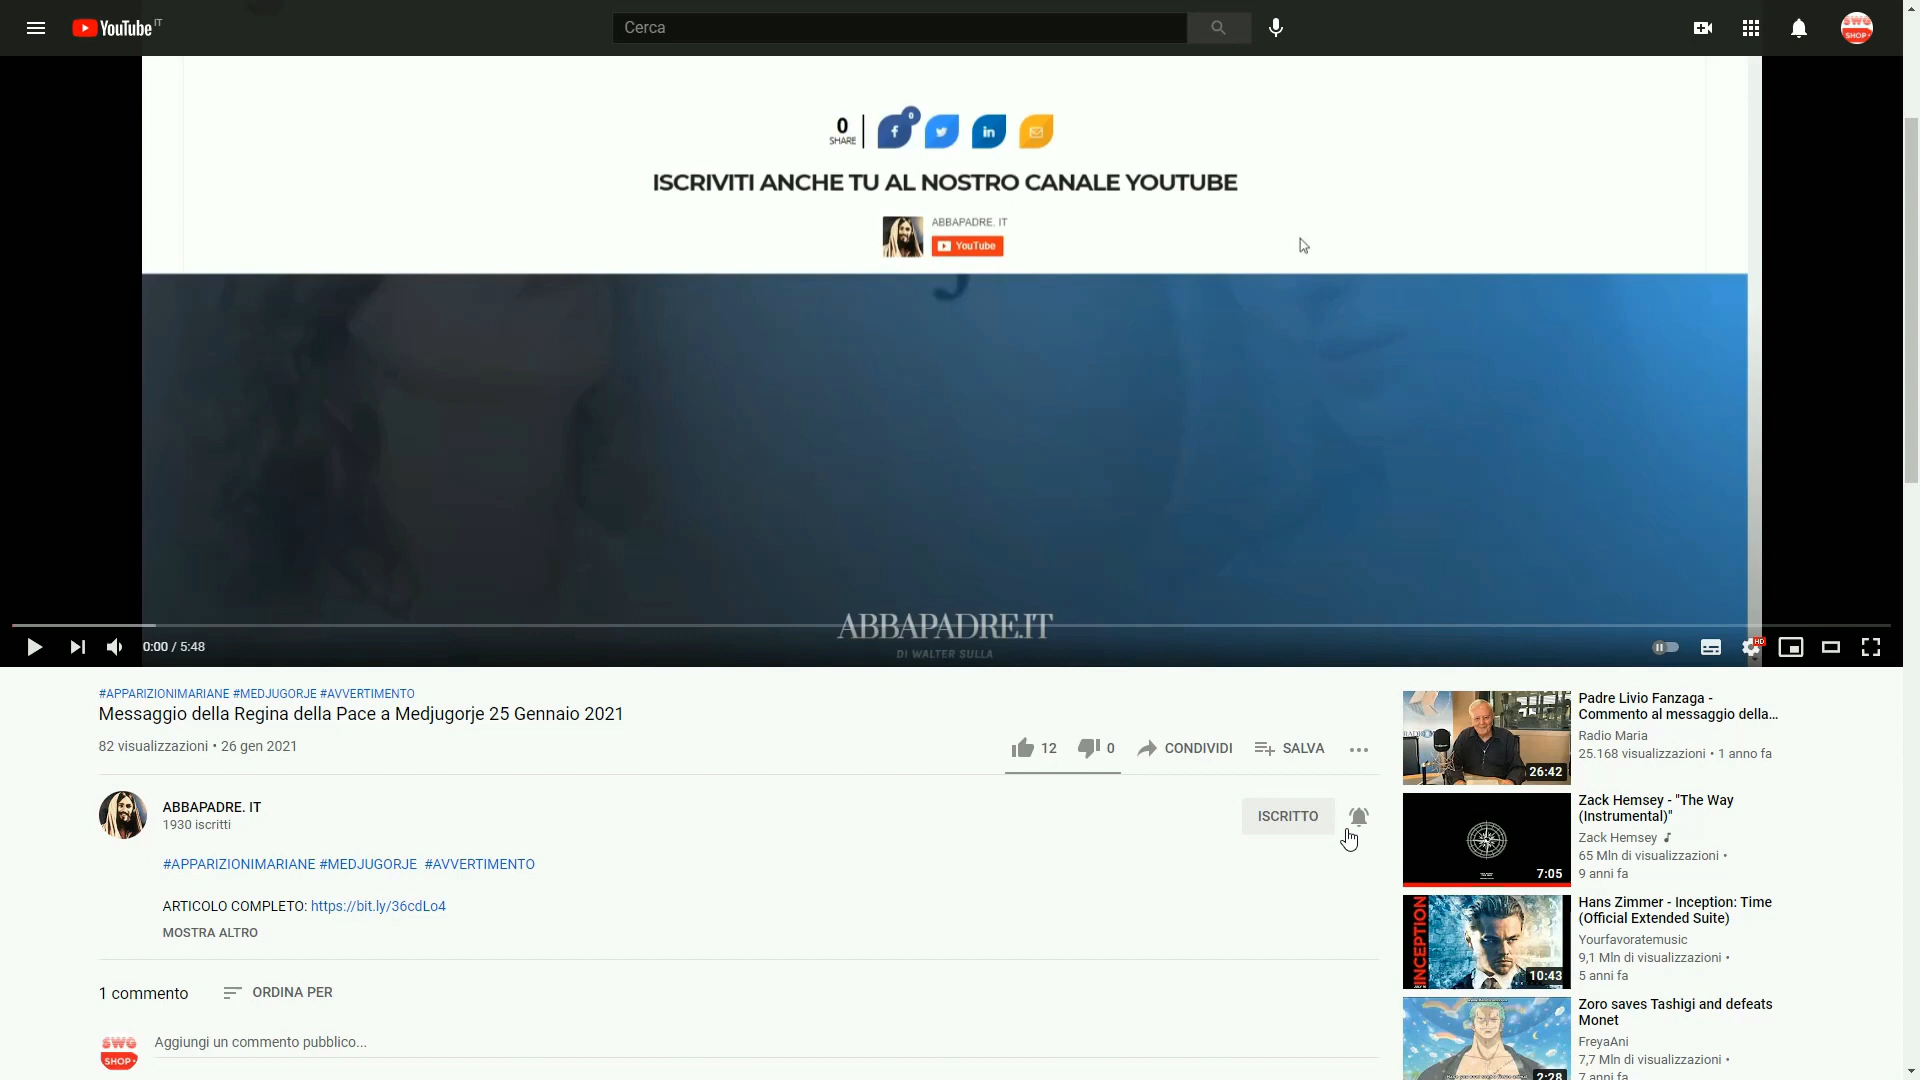 YouTube IT
Cerca
SWG
SHOP.
0
SHARE
0
f
in
ISCRIVITI ANCHE TU AL NOSTRO CANALE YOUTUBE
ABBAPADRE. IT
YouTube
ABBAPADRE.IT
DI WALTER SULLA
0:00 / 5:48
HD
#APPARIZIONIMARIANE #MEDJUGORJE #AVVERTIMENTO
Messaggio della Regina della Pace a Medjugorje 25 Gennaio 2021
82 visualizzazioni • 26 gen 2021
12
0
CONDIVIDI
SALVA
ABBAPADRE. IT
1930 iscritti
ISCRITTO
#APPARIZIONIMARIANE #MEDJUGORJE #AVVERTIMENTO
ARTICOLO COMPLETO: https://bit.ly/36cdLo4
MOSTRA ALTRO
1 commento
ORDINA PER
SWG
SHOP.
Aggiungi un commento pubblico...
26:42
Padre Livio Fanzaga -
Commento al messaggio della...
Radio Maria
25.168 visualizzazioni • 1 anno fa
7:05
Zack Hemsey - "The Way
(Instrumental)"
Zack Hemsey
65 Mln di visualizzazioni •
9 anni fa
INCEPTION
10:43
Hans Zimmer - Inception: Time
(Official Extended Suite)
Yourfavoratemusic
9,1 Mln di visualizzazioni •
5 anni fa
2:28
Zoro saves Tashigi and defeats
Monet
FreyaAni
7,7 Mln di visualizzazioni •
7 anni fa